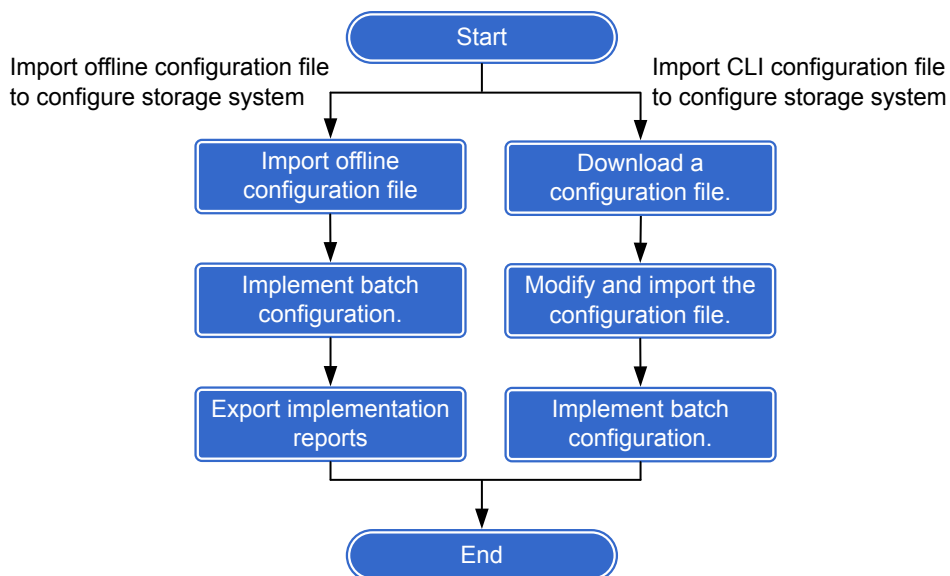 Start
Import offline configuration file
to configure storage system
Import CLI configuration file
to configure storage system
Import offline
configuration file
Download a
configuration file.
Implement batch
configuration.
Modify and import the
configuration file.
Export implementation
reports
Implement batch
configuration.
End